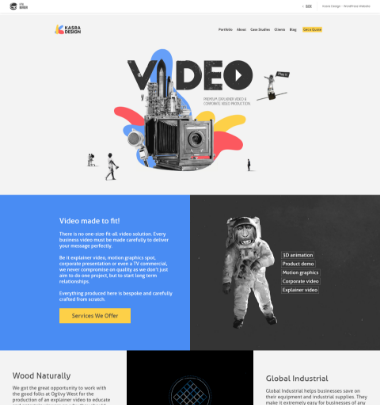 KASRA
DESIGN
Portfolio About Case Studies Clients Blog
VIDEO
PREMIUM EXPLAINER VIDEO &
CORPORATE VIDEO PRODUCTION
Video made to fit!
There is no one-size-fit-all video solution. Every
business video must be made carefully to deliver
your message perfectly.
Be it explainer video, motion graphics spot,
corporate presentation or even a TV commercial,
we never compromise on quality as we don't just
aim to do one project, but to start long term
relationships.
Everything produced here is bespoke and carefully
crafted from scratch.
Services We Offer
3D animation
Product demo
Motion graphics
Corporate video
Explainer video
Wood Naturally
We got the great opportunity to work with
the good folks at Ogilvy West for the
production of an explainer video to educate
Global Industrial
Global Industrial helps businesses save on
their equipment and industrial supplies. They
make it extremely easy for businesses of any